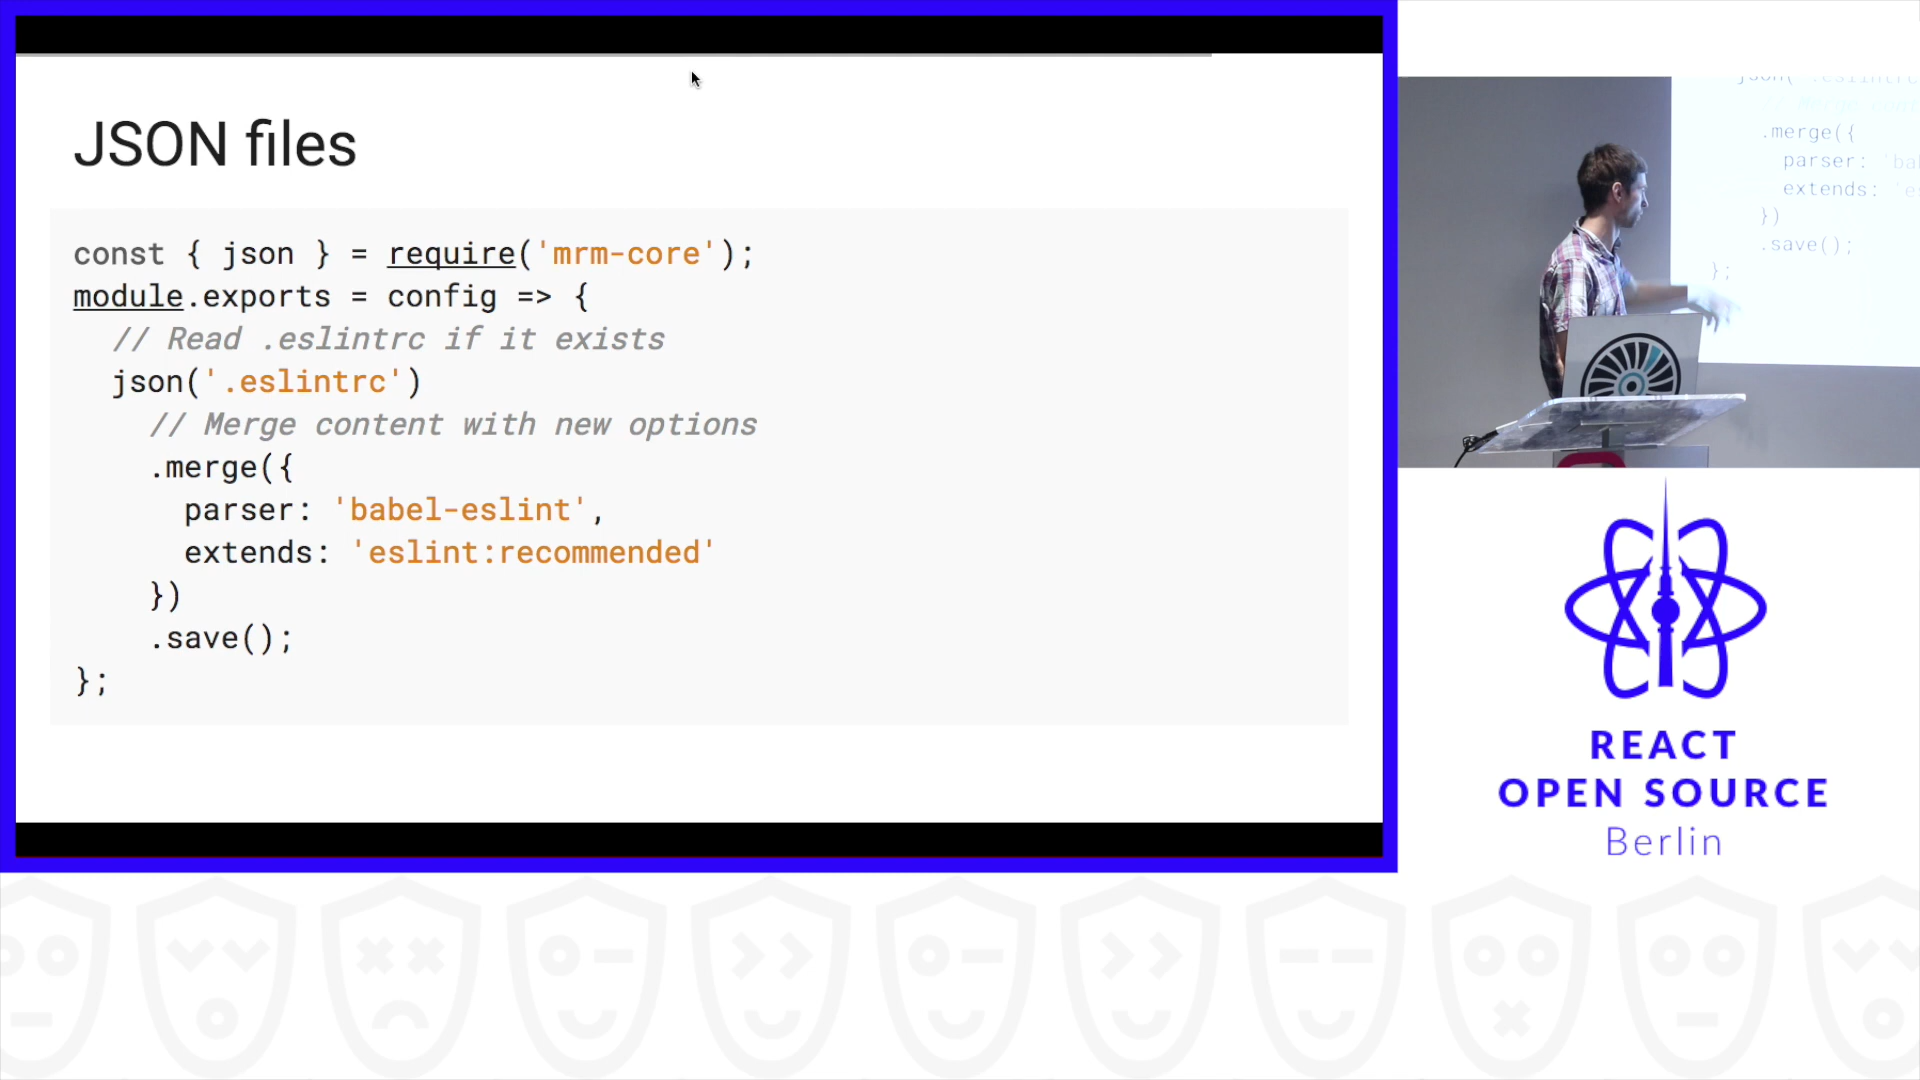 JSON files
const { json } = require('mrm-core');
module.exports = config => {
  // Read .eslintrc if it exists
  json('.eslintrc')
    // Merge content with new options
    .merge({
      parser: 'babel-eslint',
      extends: 'eslint:recommended'
    })
    .save();
};
.merge({
parser:
extends:
})
.save();
};
REACT
OPEN SOURCE
Berlin